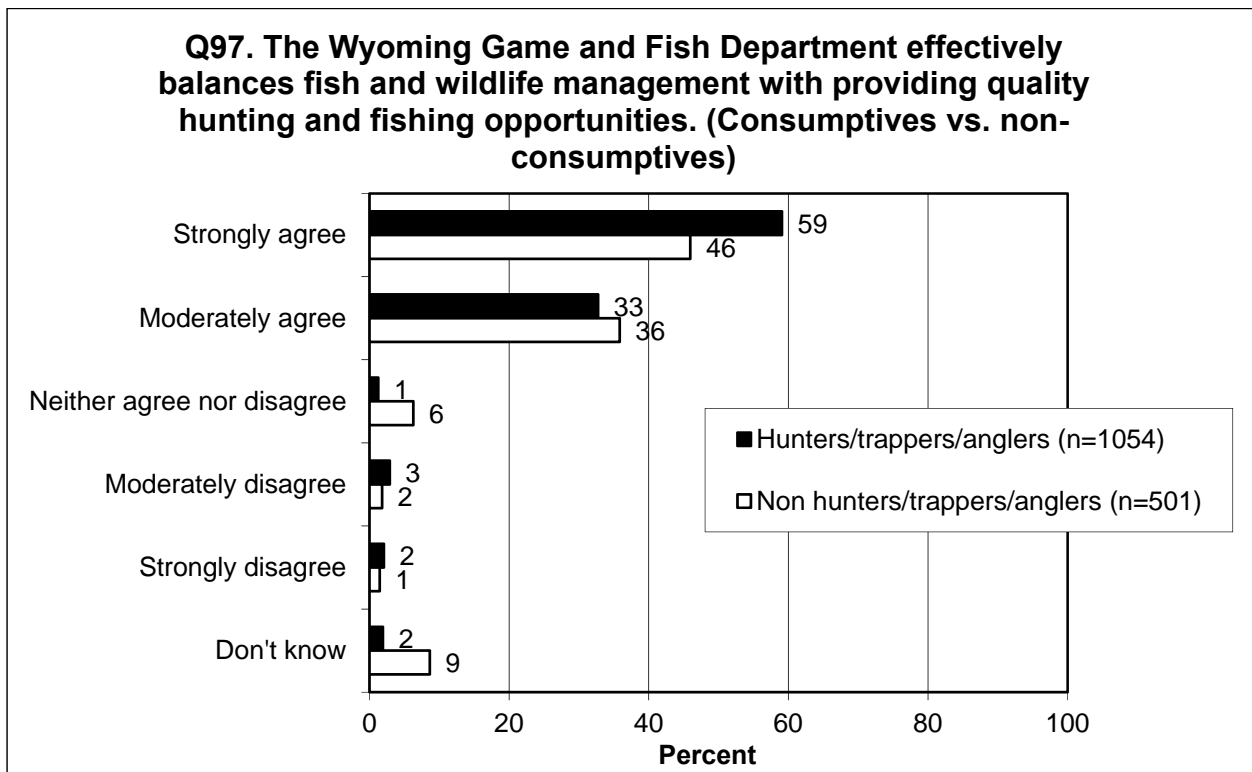 Q97. The Wyoming Game and Fish Department effectively
balances fish and wildlife management with providing quality
hunting and fishing opportunities. (Consumptives vs. non-
consumptives)
Strongly agree
59
46
Moderately agree
33
36
Neither agree nor disagree
1
6
Moderately disagree
3
2
Strongly disagree
2
1
Don't know
2
9
Hunters/trappers/anglers (n=1054)
Non hunters/trappers/anglers (n=501)
0 20 40 60 80 100
Percent